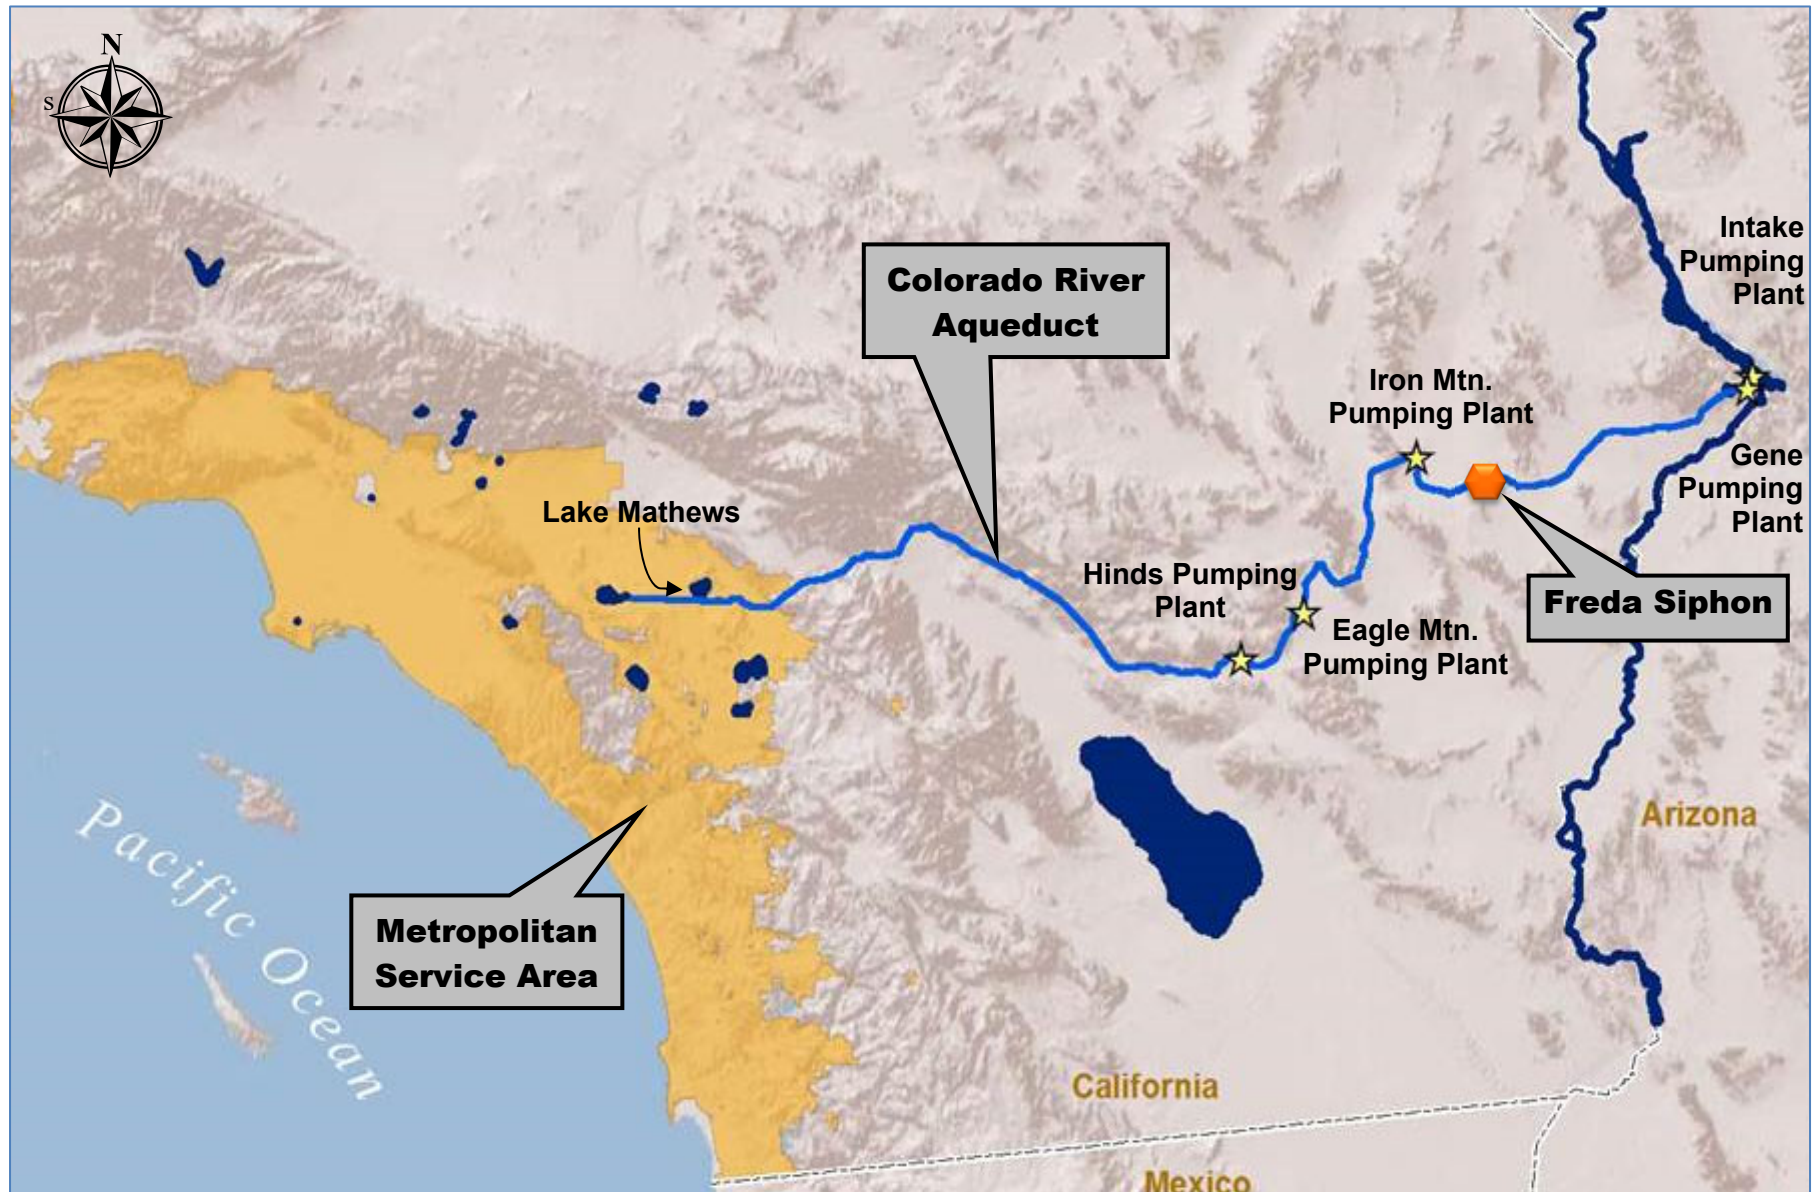 N
S
Intake
Pumping
Plant
Colorado River
Aqueduct
Iron Mtn.
Pumping Plant
Gene
Pumping
Plant
Lake Mathews
Hinds Pumping
Plant
Freda Siphon
Eagle Mtn.
Pumping Plant
Arizona
Pacific Ocean
Metropolitan
Service Area
California
Mexico